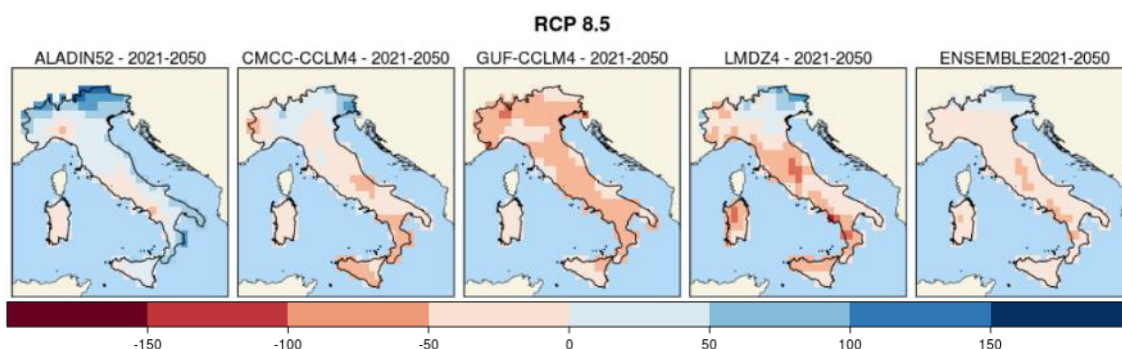 RCP 8.5
ALADIN52 - 2021-2050
CMCC-CCLM4 - 2021-2050
GUF-CCLM4 - 2021-2050
LMDZ4 - 2021-2050
ENSEMBLE2021-2050
-150
-100
-50
0
50
100
150